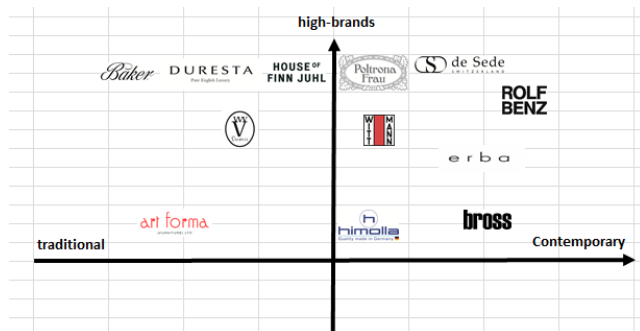 high-brands
Baker
DURESTA
Fine English Luxury
HOUSE OF
FINN JUHL
Poltrona
Frau
de Sede
SWITZERLAND
ROLF
BENZ
V
WITT
MANN
erba
art forma
himolla
Quality made in Germany
bross
traditional
Contemporary